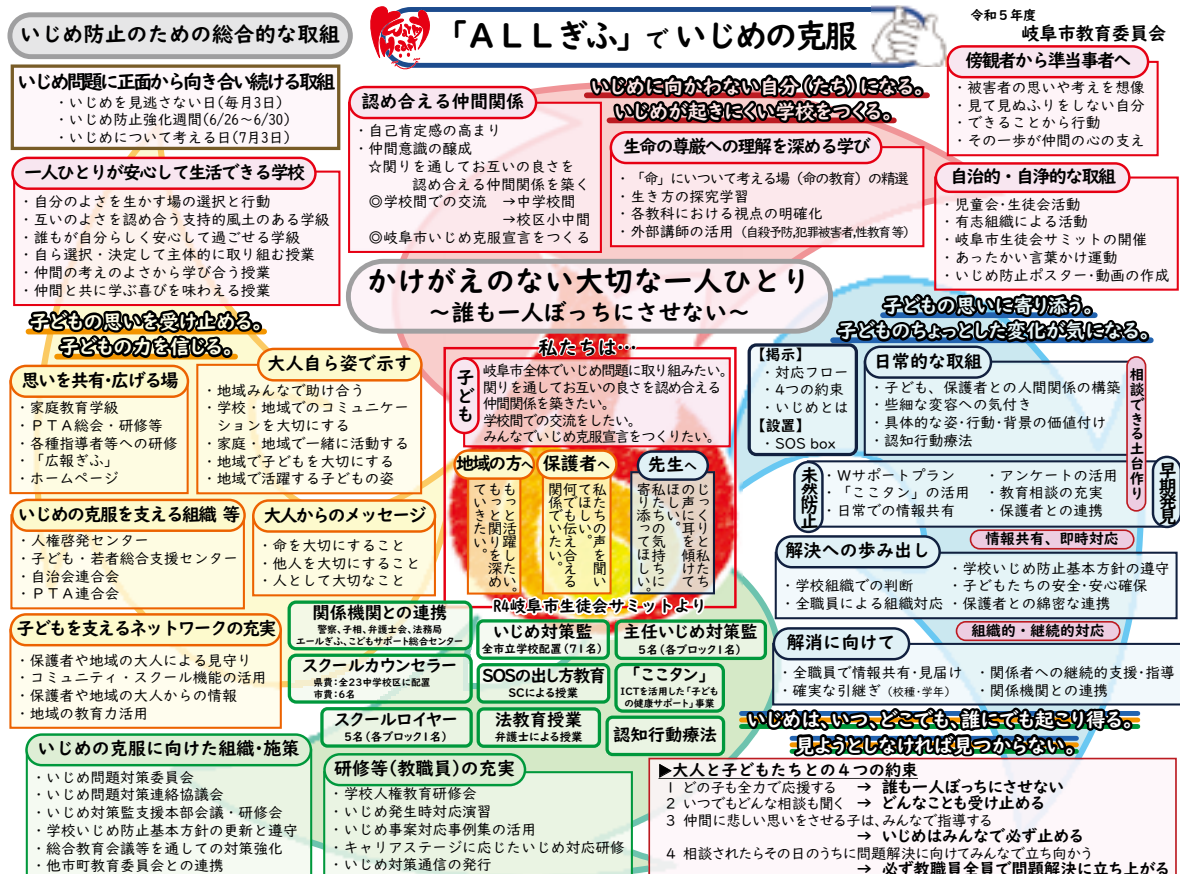 いじめ防止のための総合的な取組
「ALLぎふ」でいじめの克服
令和5年度
岐阜市教育委員会
いじめ問題に正面から向き合い続ける取組
・いじめを見逃さない日(毎月3日)
・いじめ防止強化週間(6/26～6/30)
・いじめについて考える日(7月3日)
一人ひとりが安心して生活できる学校
・自分のよさを生かす場の選択と行動
・互いのよさを認め合う支持的風土のある学級
・誰もが自分らしく安心して過ごせる学級
・自ら選択・決定して主体的に取り組む授業
・仲間の考えのよさから学び合う授業
・仲間と共に学ぶ喜びを味わえる授業
いじめに向かわない自分(たち)になる。
いじめが起きにくい学校をつくる。
認め合える仲間関係
・自己肯定感の高まり
・仲間意識の醸成
☆関りを通してお互いの良さを
認め合える仲間関係を築く
◎学校間での交流 →中学校間
→校区小中間
◎岐阜市いじめ克服宣言をつくる
生命の尊厳への理解を深める学び
・「命」にいついて考える場(命の教育)の精選
・生き方の探究学習
・各教科における視点の明確化
・外部講師の活用(自殺予防,犯罪被害者,性教育等)
傍観者から準当事者へ
・被害者の思いや考えを想像
・見て見ぬふりをしない自分
・できることから行動
・その一歩が仲間の心の支え
自治的・自浄的な取組
・児童会・生徒会活動
・有志組織による活動
・岐阜市生徒会サミットの開催
・あったかい言葉かけ運動
・いじめ防止ポスター・動画の作成
かけがえのない大切な一人ひとり
～誰も一人ぼっちにさせない～
子どもの思いを受け止める。
子どもの力を信じる。
思いを共有・広げる場
・家庭教育学級
・PTA総会・研修等
・各種指導者等への研修
・「広報ぎふ」
・ホームページ
大人自ら姿で示す
・地域みんなで助け合う
・学校・地域でのコミュニケー
ションを大切にする
・家庭・地域で一緒に活動する
・地域で子どもを大切にする
・地域で活躍する子どもの姿
いじめの克服を支える組織 等
・人権啓発センター
・子ども・若者総合支援センター
・自治会連合会
・PTA連合会
大人からのメッセージ
・命を大切にすること
・他人を大切にすること
・人として大切なこと
子どもを支えるネットワークの充実
・保護者や地域の大人による見守り
・コミュニティ・スクール機能の活用
・保護者や地域の大人からの情報
・地域の教育力活用
私たちは…
子ども
岐阜市全体でいじめ問題に取り組みたい。
関りを通してお互いの良さを認め合える
仲間関係を築きたい。
学校間での交流をしたい。
みんなでいじめ克服宣言をつくりたい。
地域の方へ
もっと活躍したい。
もっと関りを深め
ていきたい。
保護者へ
私たちの声を聞い
てほしい。
何でも伝え合える
関係でいたい。
先生へ
じっくりと私たち
の声に耳を傾けて
ほしい。
私たちの気持ちに
寄り添ってほしい。
R4岐阜市生徒会サミットより
子どもの思いに寄り添う。
子どものちょっとした変化が気になる。
【掲示】
・対応フロー
・4つの約束
・いじめとは
【設置】
・SOS box
日常的な取組
・子ども、保護者との人間関係の構築
・些細な変容への気付き
・具体的な姿・行動・背景の価値付け
・認知行動療法
相談できる土台作り
未然防止
・Wサポートプラン
・「ここタン」の活用
・日常での情報共有
・アンケートの活用
・教育相談の充実
・保護者との連携
早期発見
情報共有、即時対応
解決への歩み出し
・学校いじめ防止基本方針の遵守
・学校組織での判断 ・子どもたちの安全・安心確保
・全職員による組織対応 ・保護者との綿密な連携
組織的・継続的対応
解消に向けて
・全職員で情報共有・見届け ・関係者への継続的支援・指導
・確実な引継ぎ(校種・学年) ・関係機関との連携
いじめは、いつ、どこでも、誰にでも起こり得る。
見ようとしなければ見つからない。
関係機関との連携
警察、子相、弁護士会、法務局
エールぎふ、こどもサポート総合センター
いじめ対策監
全市立学校配置(71名)
主任いじめ対策監
5名(各ブロック1名)
スクールカウンセラー
県費:全23中学校区に配置
市費:6名
SOSの出し方教育
SCによる授業
「ここタン」
ICTを活用した「子ども
の健康サポート」事業
スクールロイヤー
5名(各ブロック1名)
法教育授業
弁護士による授業
認知行動療法
いじめの克服に向けた組織・施策
・いじめ問題対策委員会
・いじめ問題対策連絡協議会
・いじめ対策監支援本部会議・研修会
・学校いじめ防止基本方針の更新と遵守
・総合教育会議等を通しての対策強化
・他市町教育委員会との連携
研修等(教職員)の充実
・学校人権教育研修会
・いじめ発生時対応演習
・いじめ事案対応事例集の活用
・キャリアステージに応じたいじめ対応研修
・いじめ対策通信の発行
▶大人と子どもたちとの4つの約束
1 どの子も全力で応援する → 誰も一人ぼっちにさせない
2 いつでもどんな相談も聞く → どんなことも受け止める
3 仲間に悲しい思いをさせる子は、みんなで指導する
→ いじめはみんなで必ず止める
4 相談されたらその日のうちに問題解決に向けてみんなで立ち向かう
→ 必ず教職員全員で問題解決に立ち上がる